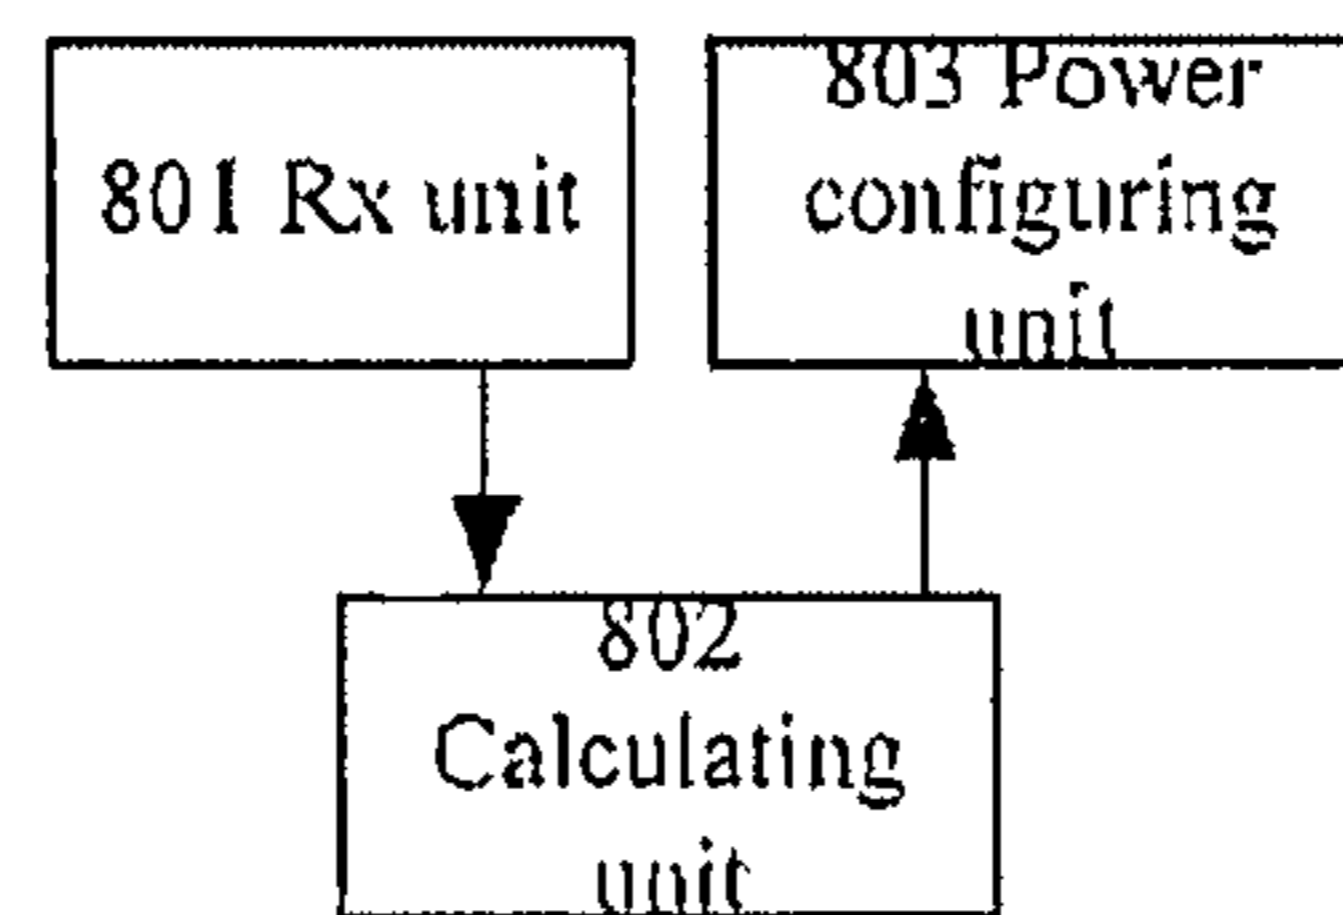 801 Rx unit
803 Power
configuring
unit
802
Calculating
unit